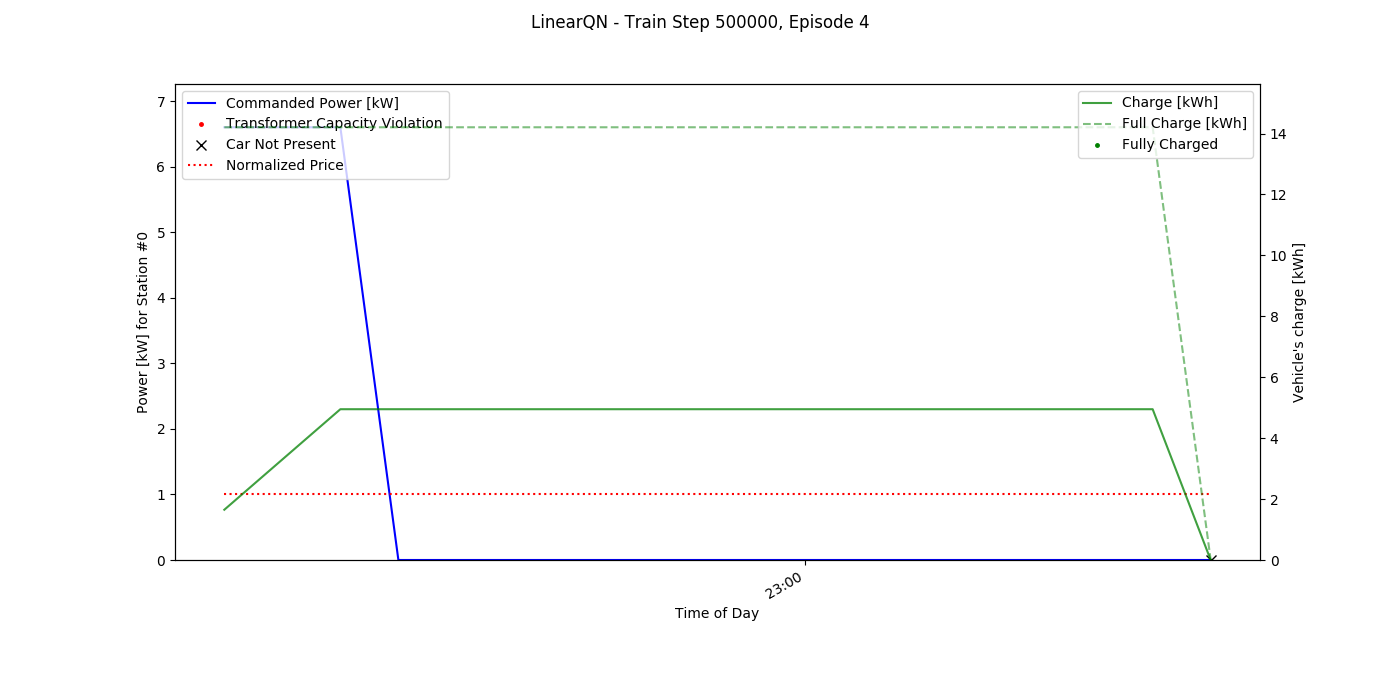 LinearQN - Train Step 500000, Episode 4
Commanded Power [kW]
Transformer Capacity Violation
Car Not Present
Normalized Price
Charge [kWh]
Full Charge [kWh]
Fully Charged
7
6
5
4
3
2
1
0
Power [kW] for Station #0
14
12
10
8
6
4
2
0
Vehicle's charge [kWh]
23:00
Time of Day